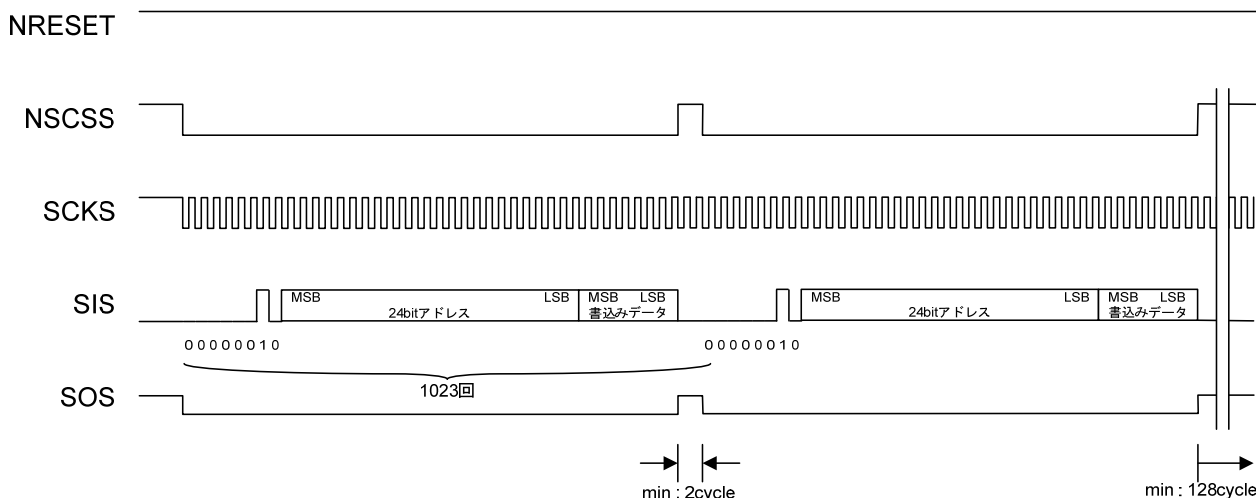 NRESET
NSCSS
SCKS
SIS
MSB LSB MSB LSB MSB LSB MSB LSB
24bitアドレス 書込みデータ 24bitアドレス 書込みデータ
00000010 00000010
1023回
SOS
min : 2cycle min : 128cycle